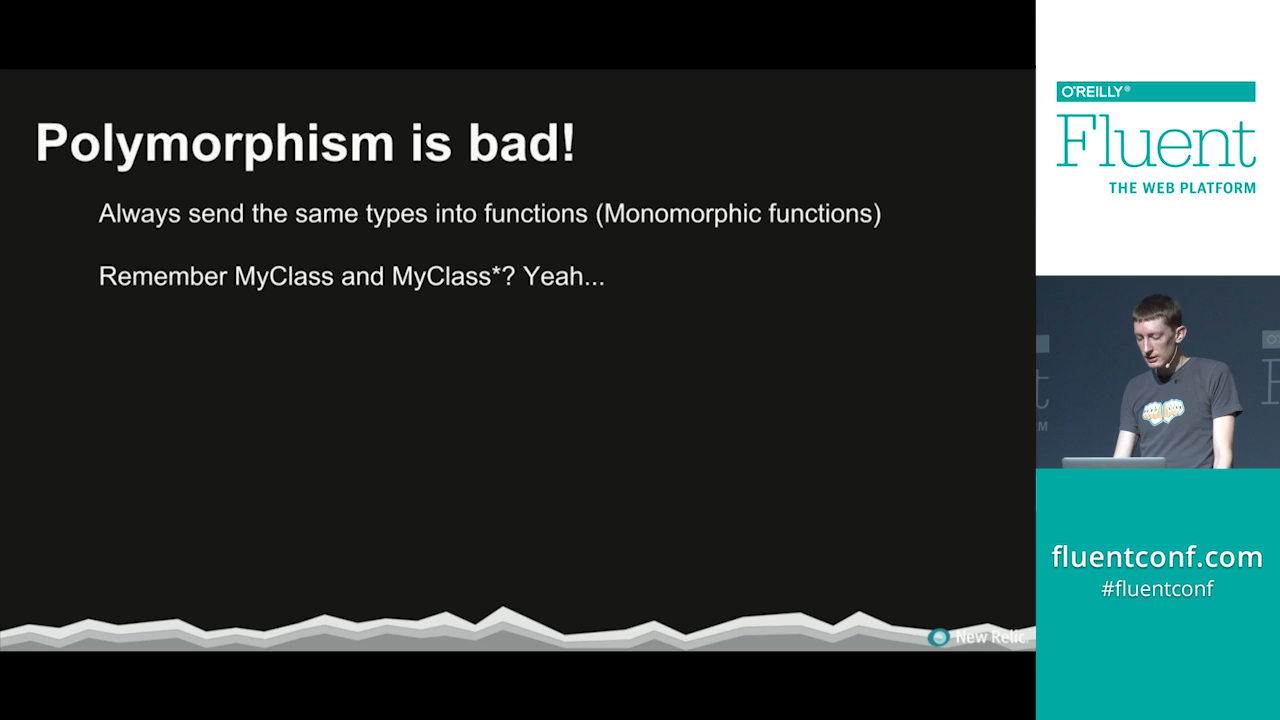 Polymorphism is bad!
Always send the same types into functions (Monomorphic functions)
Remember MyClass and MyClass*? Yeah...
New Relic
O'REILLY®
Fluent
THE WEB PLATFORM
fluentconf.com
#fluentconf